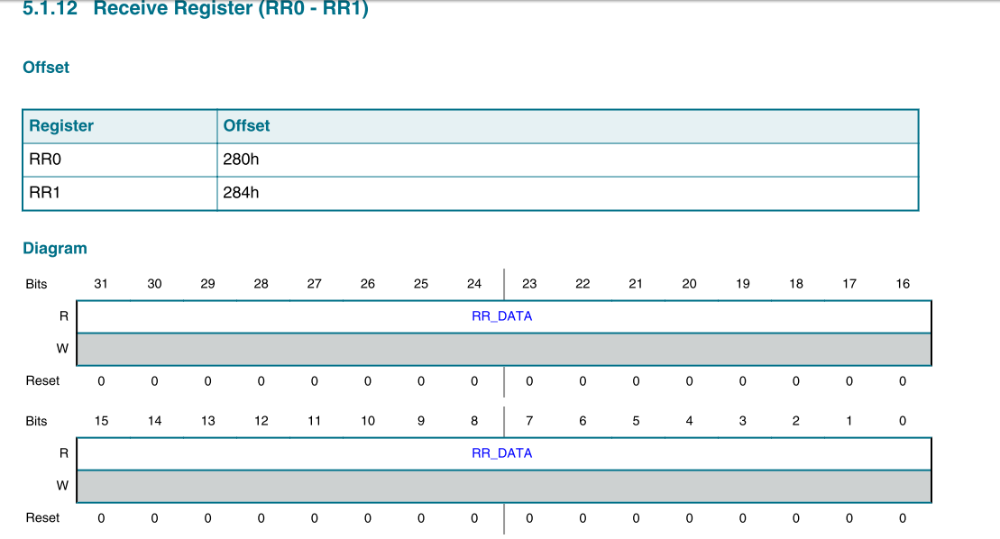 5.1.12 Receive Register (RR0 - RR1)
Offset
Register Offset
RR0 280h
RR1 284h
Diagram
Bits 31 30 29 28 27 26 25 24 23 22 21 20 19 18 17 16
R RR_DATA
W
Reset 0 0 0 0 0 0 0 0 0 0 0 0 0 0 0 0
Bits 15 14 13 12 11 10 9 8 7 6 5 4 3 2 1 0
R RR_DATA
W
Reset 0 0 0 0 0 0 0 0 0 0 0 0 0 0 0 0